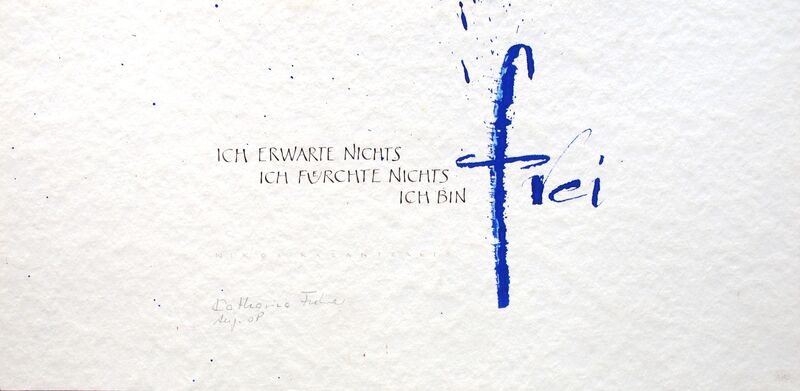 ICH ERWARTE NICHTS
ICH FÜRCHTE NICHTS
ICH BIN frei
NIKOS KAZANTZAKIS